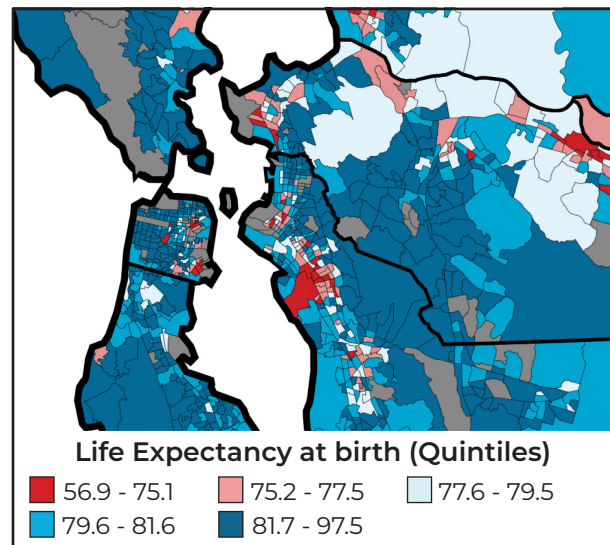 Life Expectancy at birth (Quintiles)
56.9 - 75.1 75.2 - 77.5 77.6 - 79.5
79.6 - 81.6 81.7 - 97.5